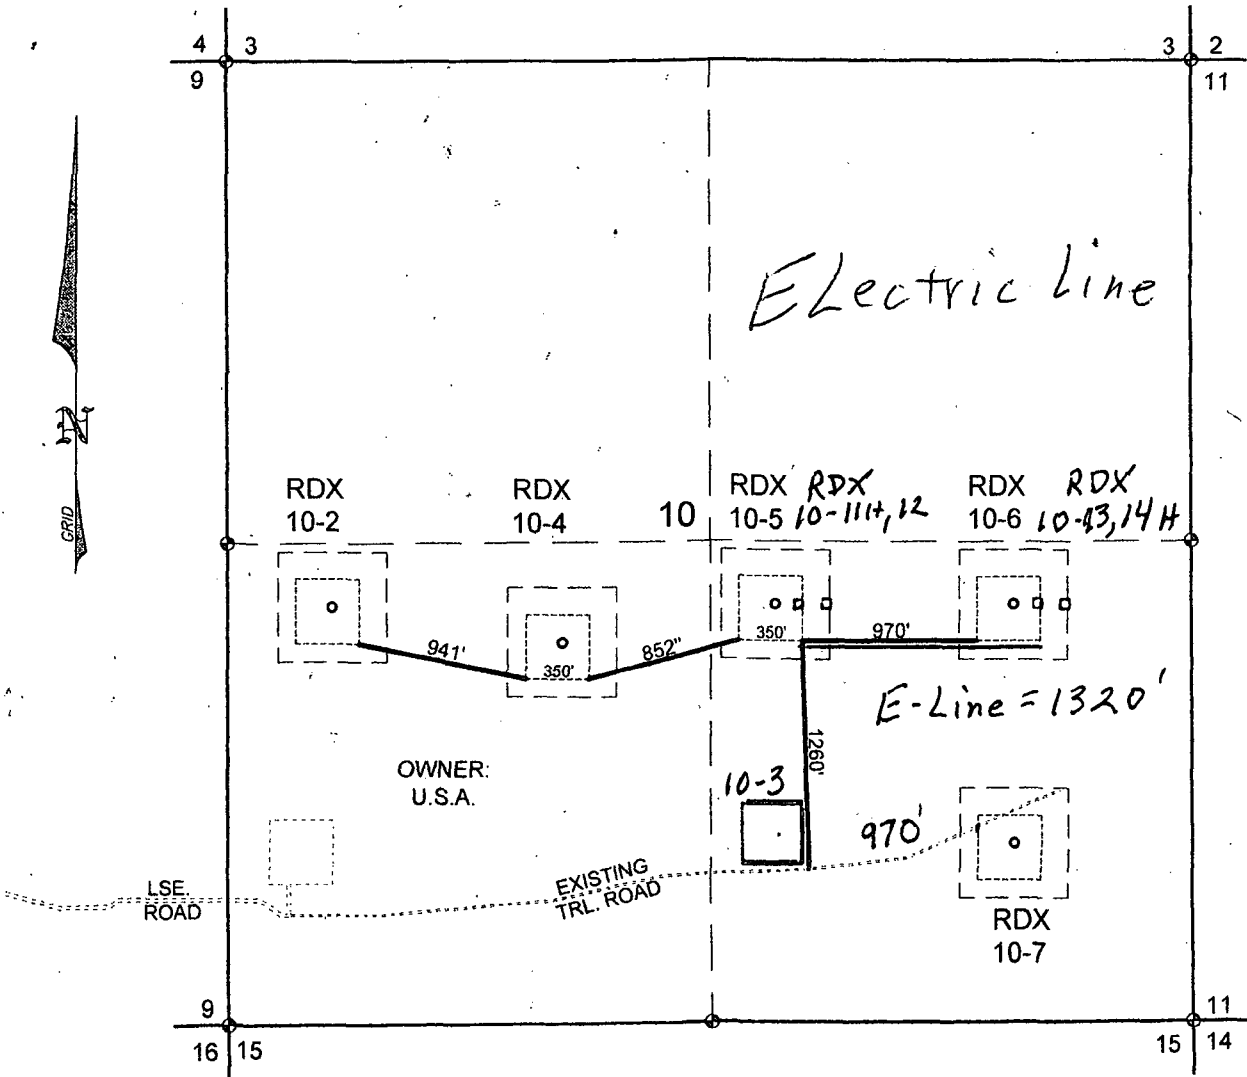 4 3
3 2
9
11
ELectric Line
N
GRID
RDX
10-2
RDX
10-4
10
RDX RDX
10-5 10-11H, 12
RDX RDX
10-6 10-13, 14 H
941'
350'
852"
350'
970'
E-Line = 1320'
1260'
OWNER:
U.S.A.
10-3
970'
LSE.
ROAD
EXISTING
TRL. ROAD
RDX
10-7
9
11
16 15
15 14